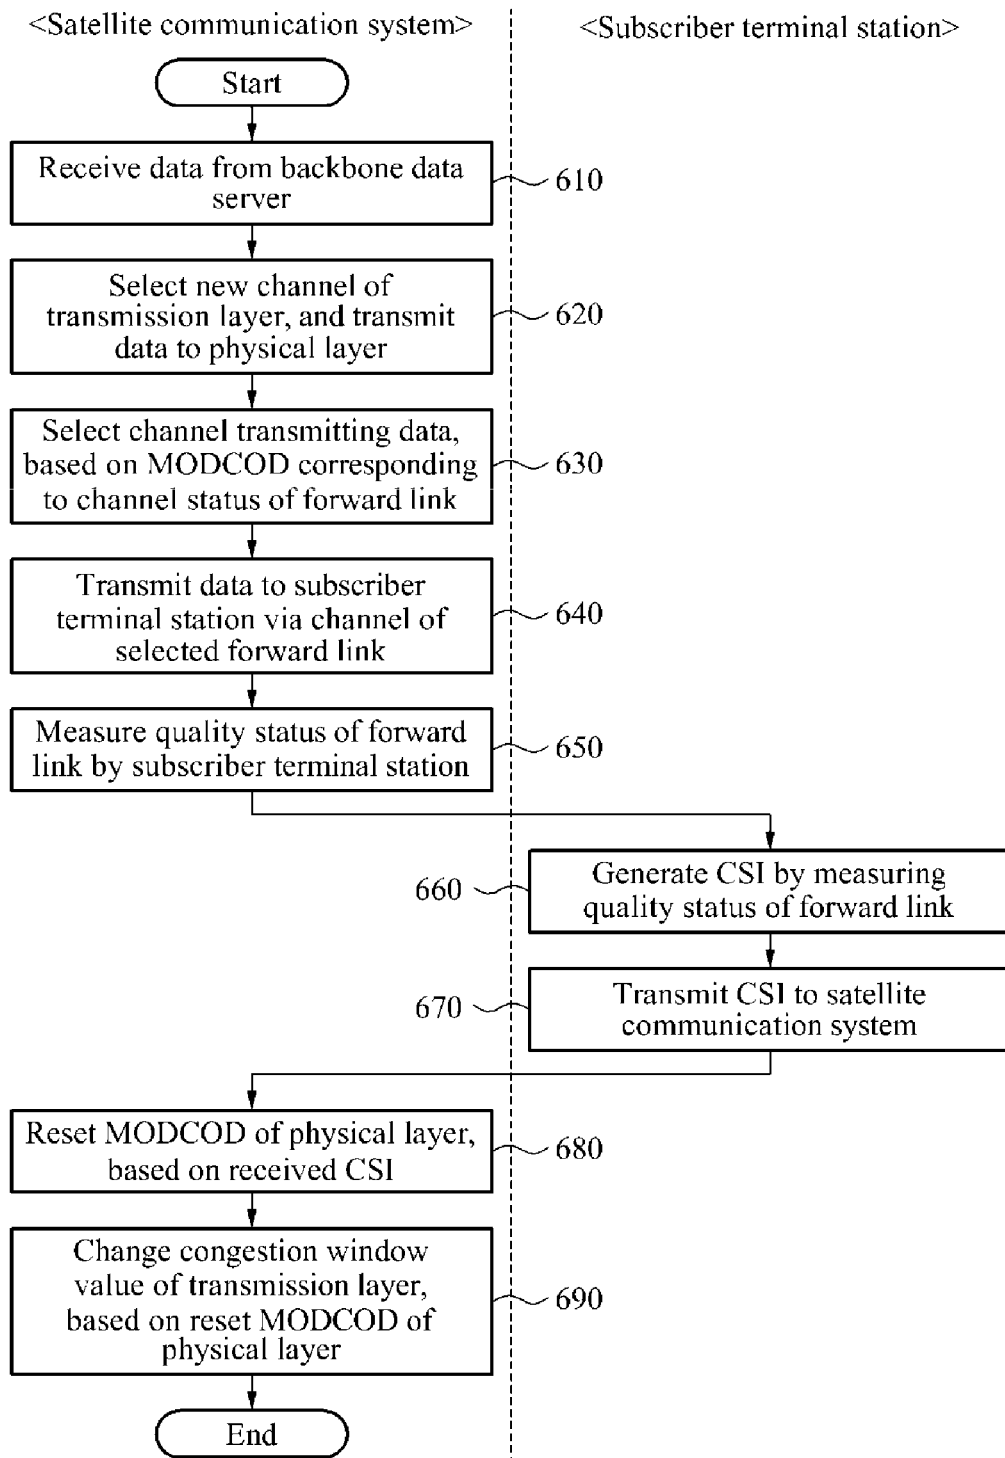 <Satellite communication system>
<Subscriber terminal station>
Start
Receive data from backbone data
server
610
Select new channel of
transmission layer, and transmit
data to physical layer
620
Select channel transmitting data,
based on MODCOD corresponding
to channel status of forward link
630
Transmit data to subscriber
terminal station via channel of
selected forward link
640
Measure quality status of forward
link by subscriber terminal station
650
660
Generate CSI by measuring
quality status of forward link
670
Transmit CSI to satellite
communication system
Reset MODCOD of physical layer,
based on received CSI
680
Change congestion window
value of transmission layer,
based on reset MODCOD of
physical layer
690
End